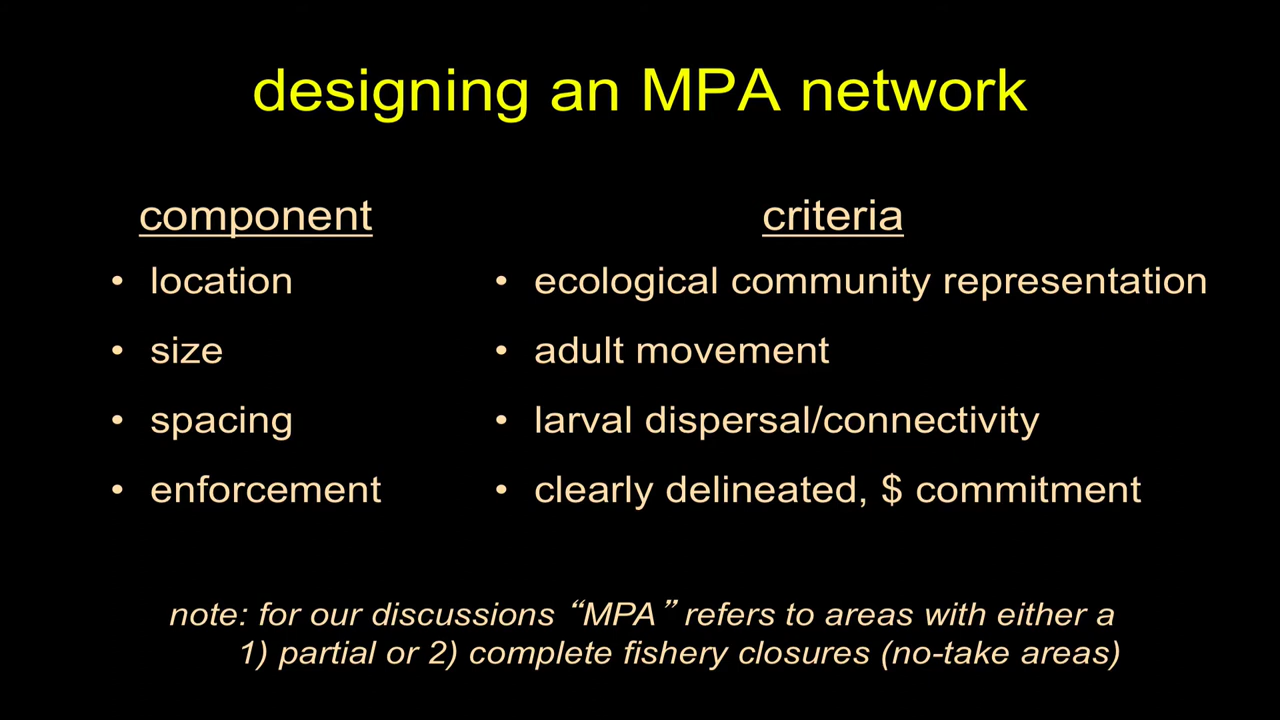 designing an MPA network
component criteria
• location • ecological community representation
• size • adult movement
• spacing • larval dispersal/connectivity
• enforcement • clearly delineated, $ commitment
note: for our discussions “MPA” refers to areas with either a
1) partial or 2) complete fishery closures (no-take areas)